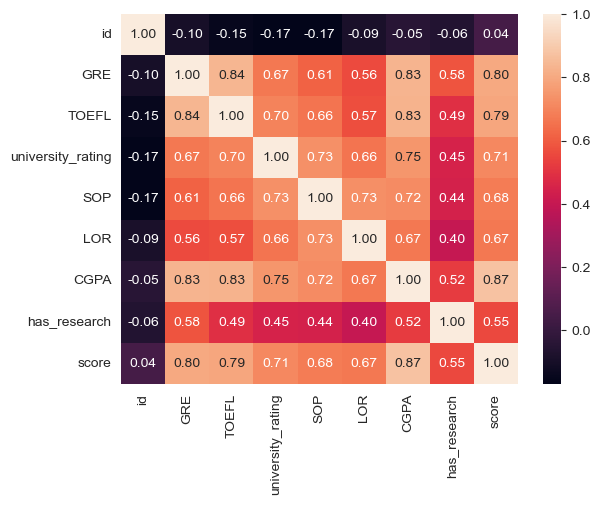 id 1.00 -0.10 -0.15 -0.17 -0.17 -0.09 -0.05 -0.06 0.04
GRE -0.10 1.00 0.84 0.67 0.61 0.56 0.83 0.58 0.80
TOEFL -0.15 0.84 1.00 0.70 0.66 0.57 0.83 0.49 0.79
university_rating -0.17 0.67 0.70 1.00 0.73 0.66 0.75 0.45 0.71
SOP -0.17 0.61 0.66 0.73 1.00 0.73 0.72 0.44 0.68
LOR -0.09 0.56 0.57 0.66 0.73 1.00 0.67 0.40 0.67
CGPA -0.05 0.83 0.83 0.75 0.72 0.67 1.00 0.52 0.87
has_research -0.06 0.58 0.49 0.45 0.44 0.40 0.52 1.00 0.55
score 0.04 0.80 0.79 0.71 0.68 0.67 0.87 0.55 1.00
id GRE TOEFL university_rating SOP LOR CGPA has_research score
1.0
0.8
0.6
0.4
0.2
0.0